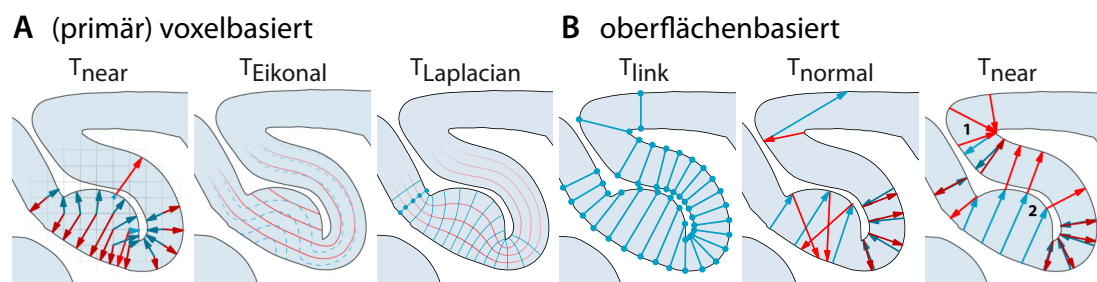 A (primär) voxelbasiert
B oberflächenbasiert
Tnear
TEikonal
TLaplacian
Tlink
Tnormal
Tnear
1
2